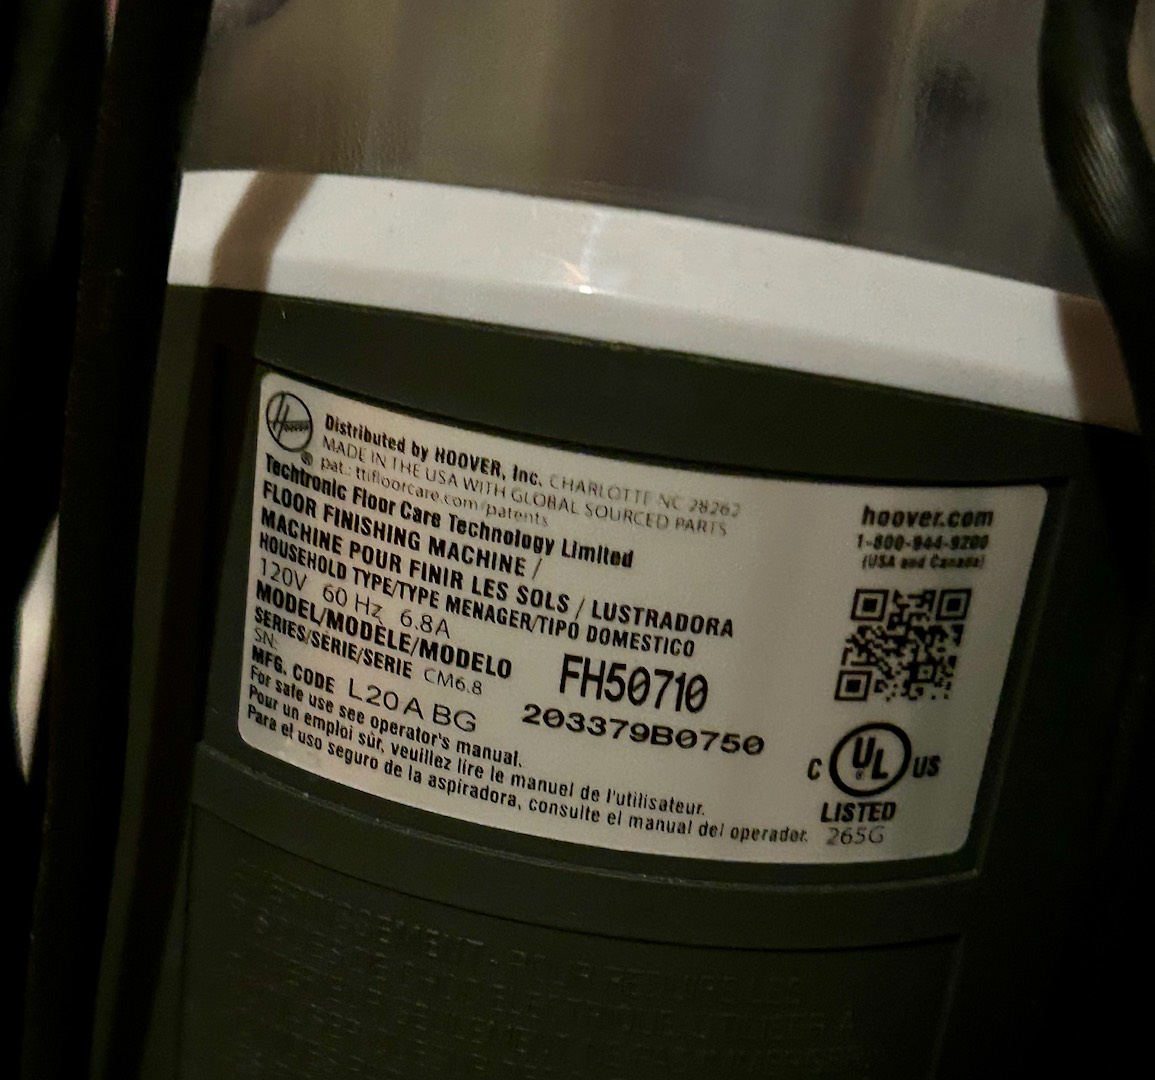 HOOVER
®
Distributed by HOOVER, Inc. CHARLOTTE NC 28262
MADE IN THE USA WITH GLOBAL SOURCED PARTS
pat.: ttifloorcare.com/patents
Techtronic Floor Care Technology Limited
FLOOR FINISHING MACHINE /
MACHINE POUR FINIR LES SOLS / LUSTRADORA
HOUSEHOLD TYPE/TYPE MENAGER/TIPO DOMESTICO
120V 60 Hz 6.8A
MODEL/MODÈLE/MODELO FH50710
SERIES/SÉRIE/SERIE CM6.8
SN: 203379B0750
MFG. CODE L20A BG
For safe use see operator's manual.
Pour un emploi sûr, veuillez lire le manuel de l'utilisateur.
Para el uso seguro de la aspiradora, consulte el manual del operador.
hoover.com
1-800-944-9200
(USA and Canada)
C UL® US
LISTED
265G